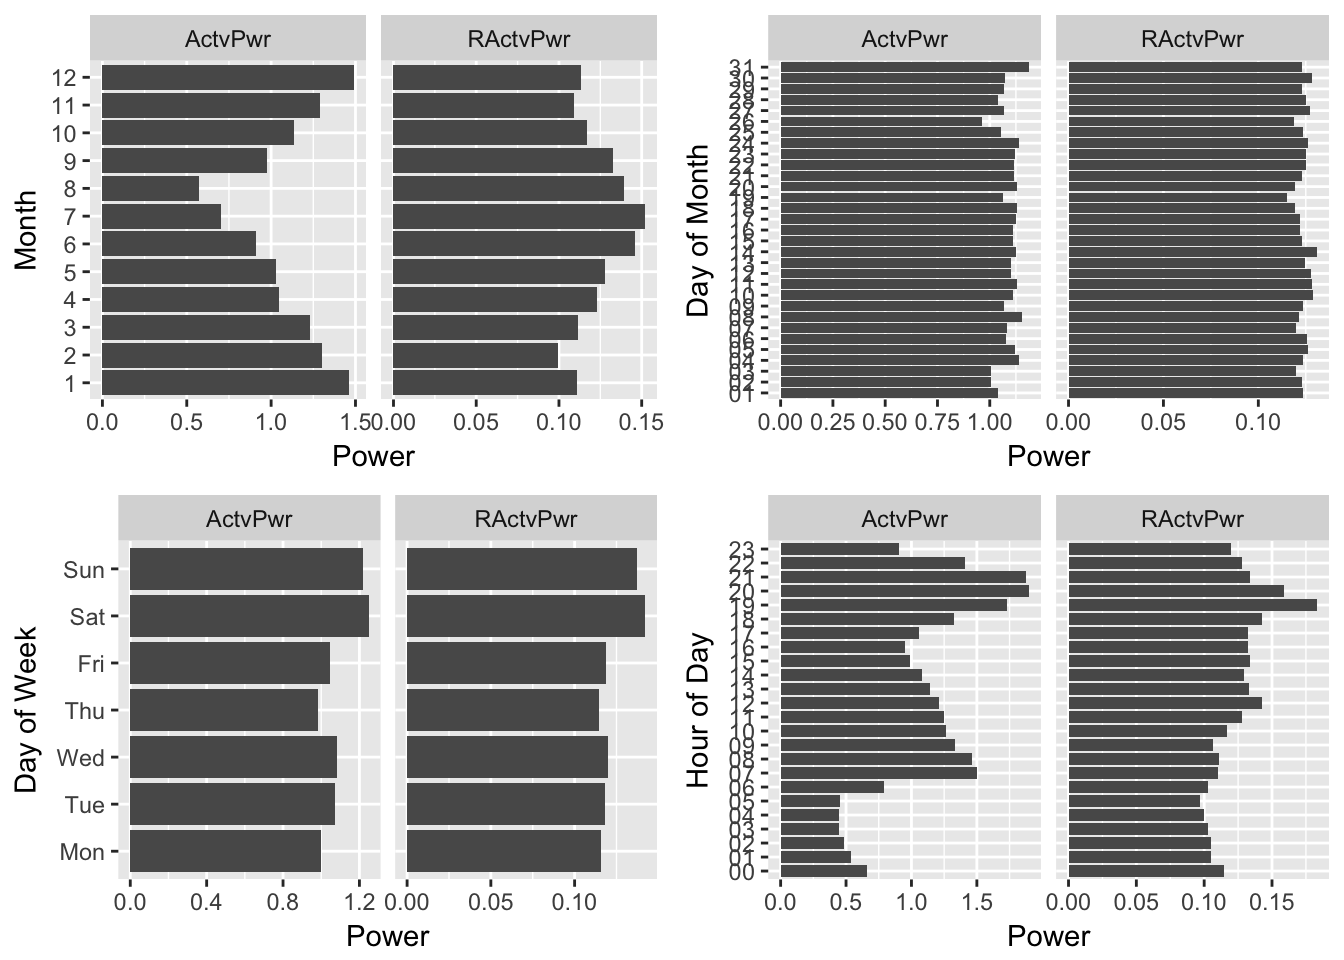 ActvPwr RActvPwr
Month
12
11
10
9
8
7
6
5
4
3
2
1
0.0 0.5 1.0 1.5 0.00 0.05 0.10 0.15
Power
ActvPwr RActvPwr
Day of Month
31
30
29
28
27
26
25
24
23
22
21
20
19
18
17
16
15
14
13
12
11
10
09
08
07
06
05
04
03
02
01
0.00 0.25 0.50 0.75 1.00 0.00 0.05 0.10
Power
ActvPwr RActvPwr
Day of Week
Sun
Sat
Fri
Thu
Wed
Tue
Mon
0.0 0.4 0.8 1.2 0.00 0.05 0.10
Power
ActvPwr RActvPwr
Hour of Day
23
22
21
20
19
18
17
16
15
14
13
12
11
10
09
08
07
06
05
04
03
02
01
00
0.0 0.5 1.0 1.5 0.00 0.05 0.10 0.15
Power